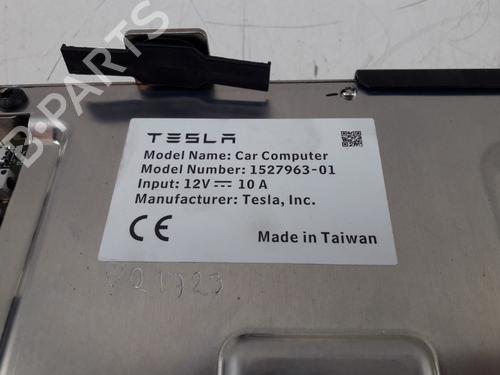 TESLA
Model Name: Car Computer
Model Number: 1527963-01
Input: 12V⎓ 10 A
Manufacturer: Tesla, Inc.
CE
Made in Taiwan
B-PARTS